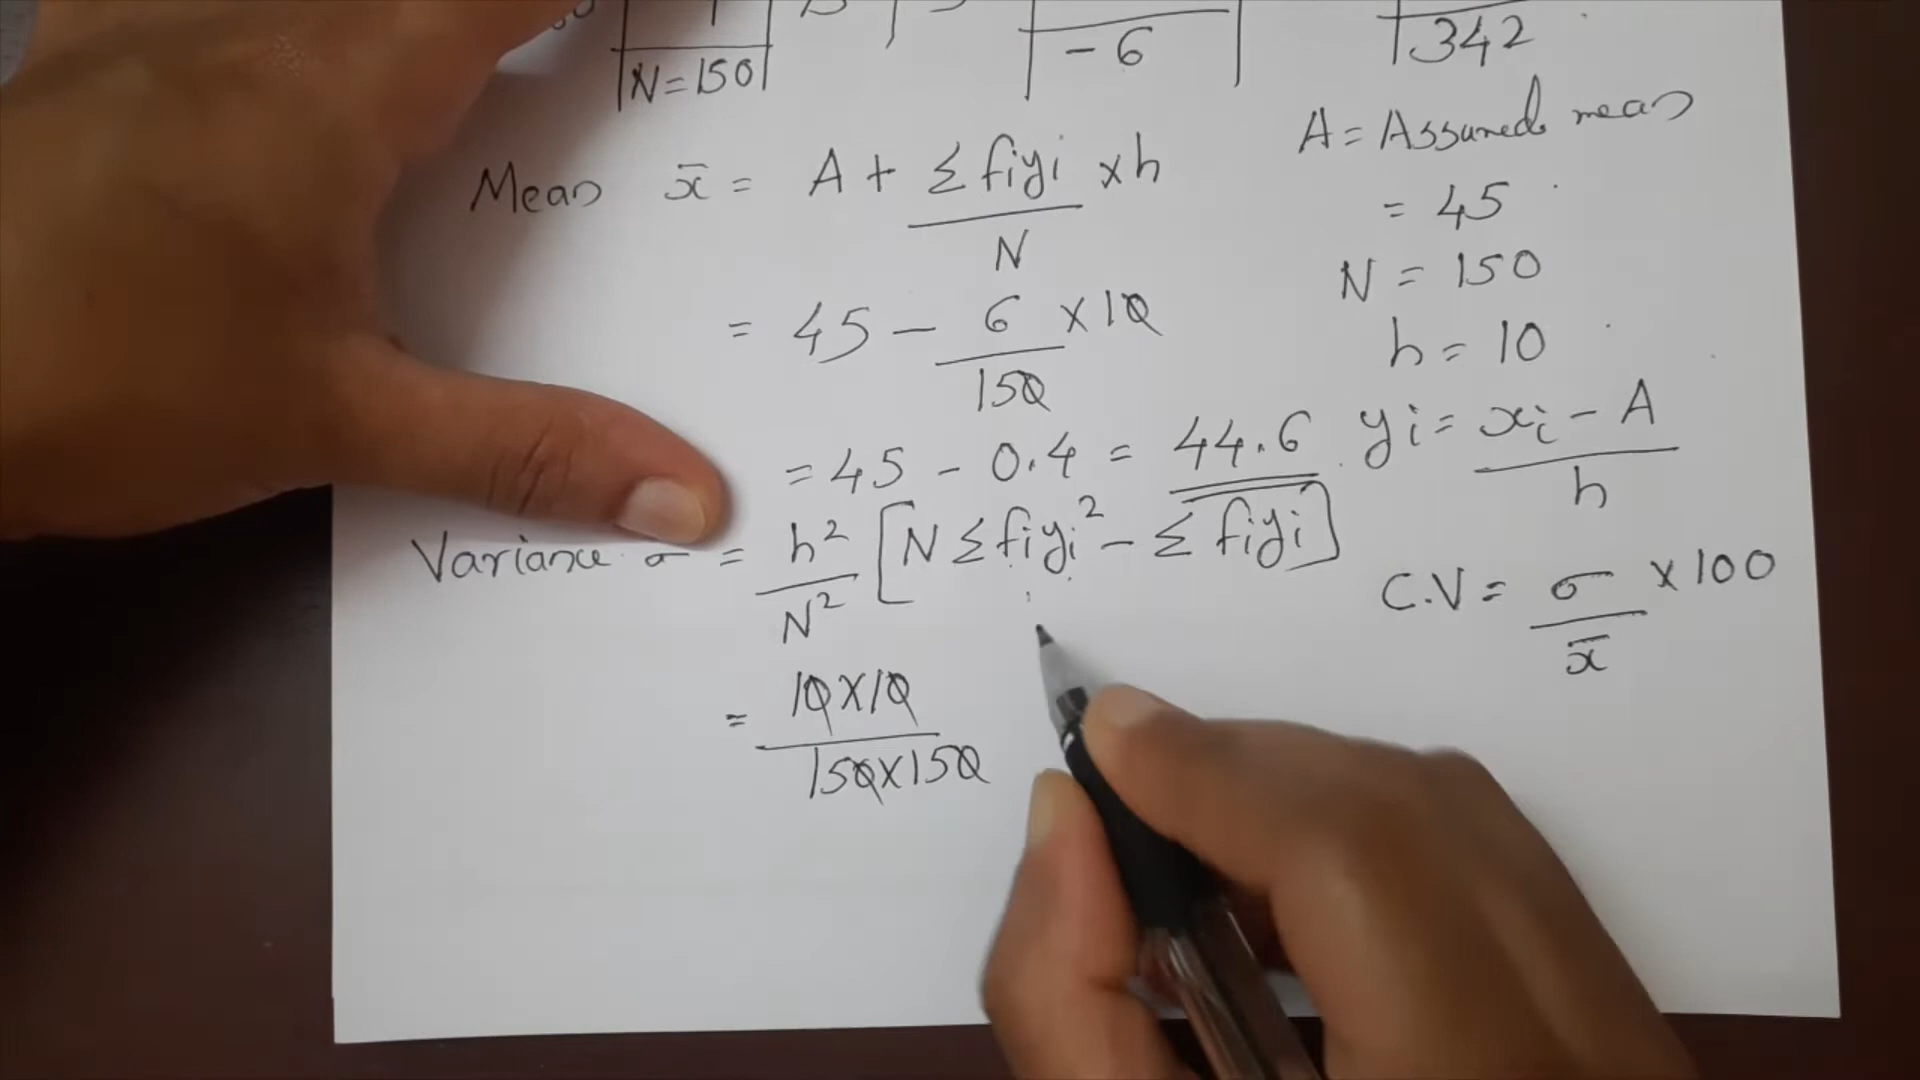 N=150 -6 342
A = Assumed mean
Mean x̄ = A + Σfiyi/N × h
= 45
N = 150
= 45 - 6/150 × 10
h = 10
= 45 - 0.4 = 44.6
yi = xi - A / h
Variance σ = h²/N² [NΣfiyi² - Σfiyi]
C.V = σ/x̄ × 100
= 10×10/150×150